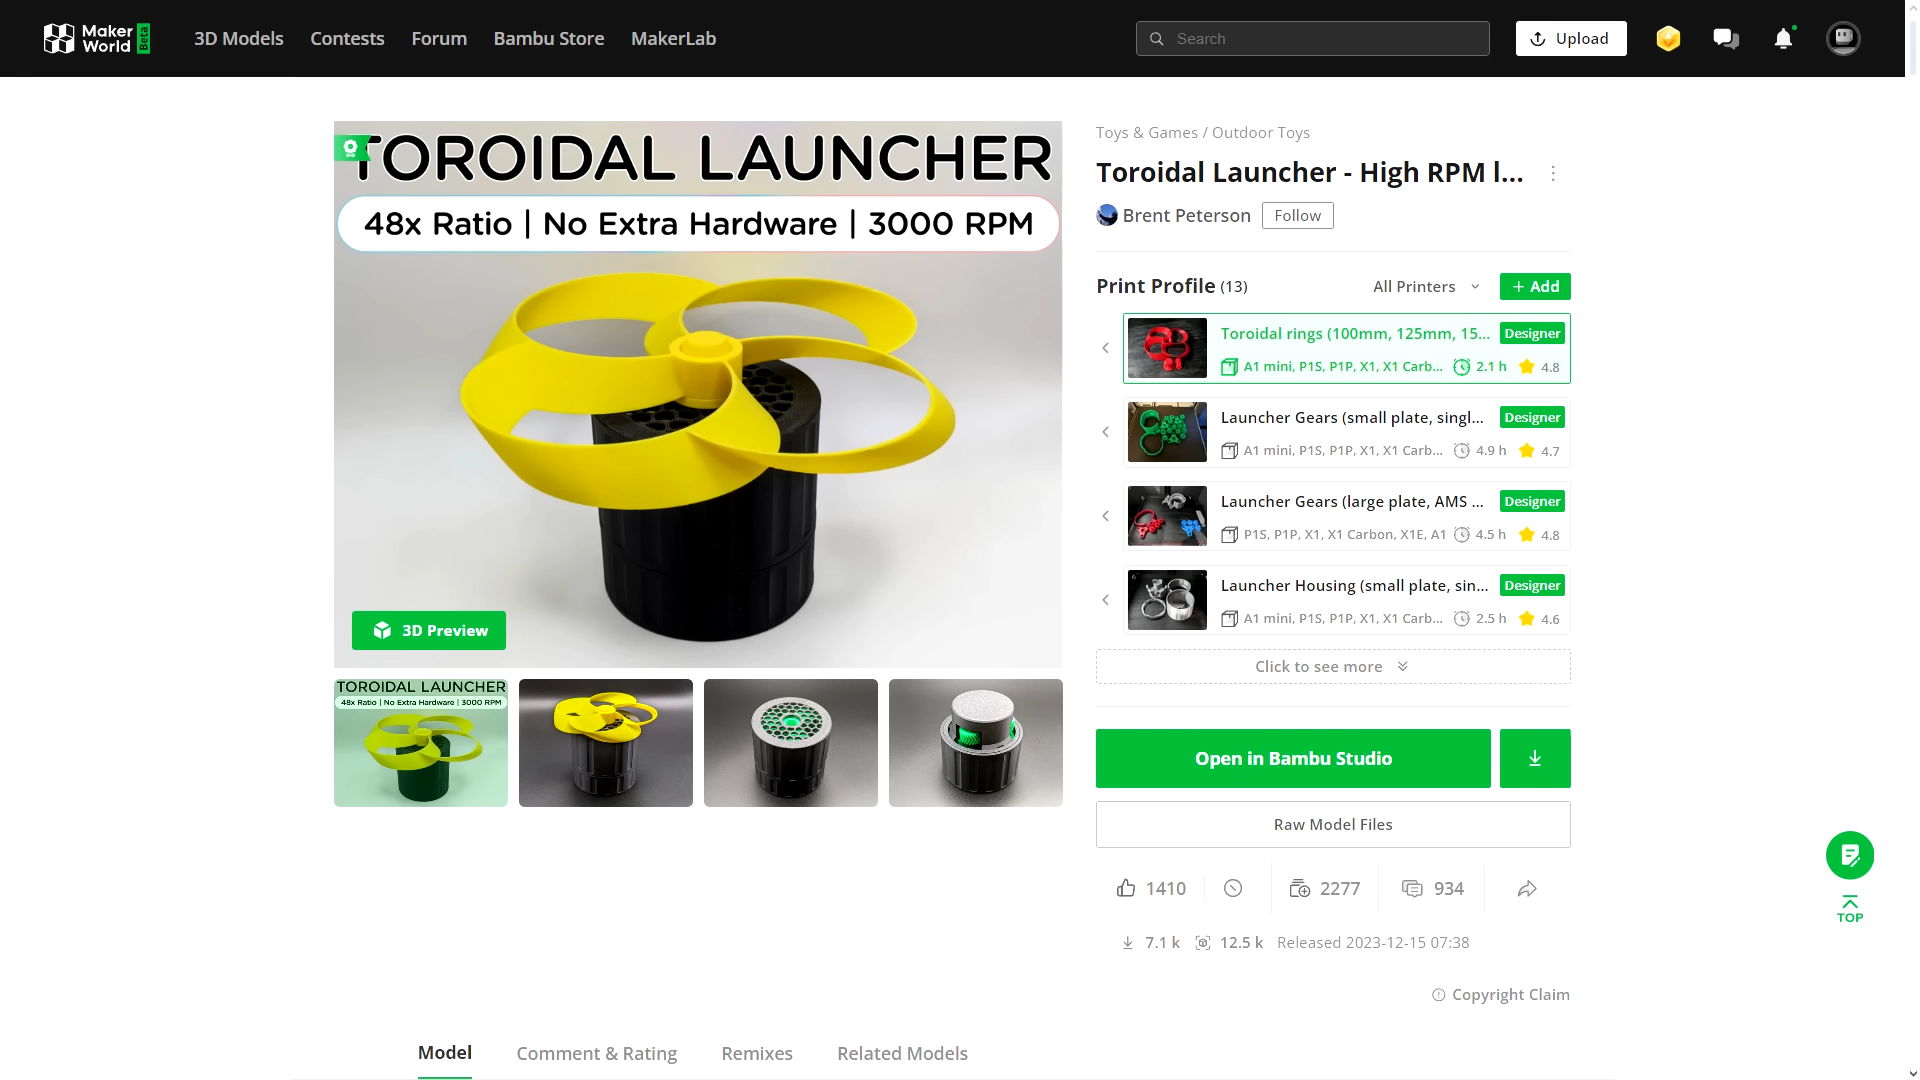 Maker
World
Beta
3D Models
Contests
Forum
Bambu Store
MakerLab
Search
Upload
TOROIDAL LAUNCHER
48x Ratio | No Extra Hardware | 3000 RPM
3D Preview
TOROIDAL LAUNCHER
48x Ratio | No Extra Hardware | 3000 RPM
Toys & Games / Outdoor Toys
Toroidal Launcher - High RPM l...
Brent Peterson
Follow
Print Profile (13)
All Printers
+ Add
Toroidal rings (100mm, 125mm, 15...
Designer
A1 mini, P1S, P1P, X1, X1 Carb...
2.1 h
4.8
Launcher Gears (small plate, singl...
Designer
A1 mini, P1S, P1P, X1, X1 Carb...
4.9 h
4.7
Launcher Gears (large plate, AMS ...
Designer
P1S, P1P, X1, X1 Carbon, X1E, A1
4.5 h
4.8
Launcher Housing (small plate, sin...
Designer
A1 mini, P1S, P1P, X1, X1 Carb...
2.5 h
4.6
Click to see more
Open in Bambu Studio
Raw Model Files
1410
2277
934
7.1 k
12.5 k
Released 2023-12-15 07:38
Copyright Claim
TOP
Model
Comment & Rating
Remixes
Related Models